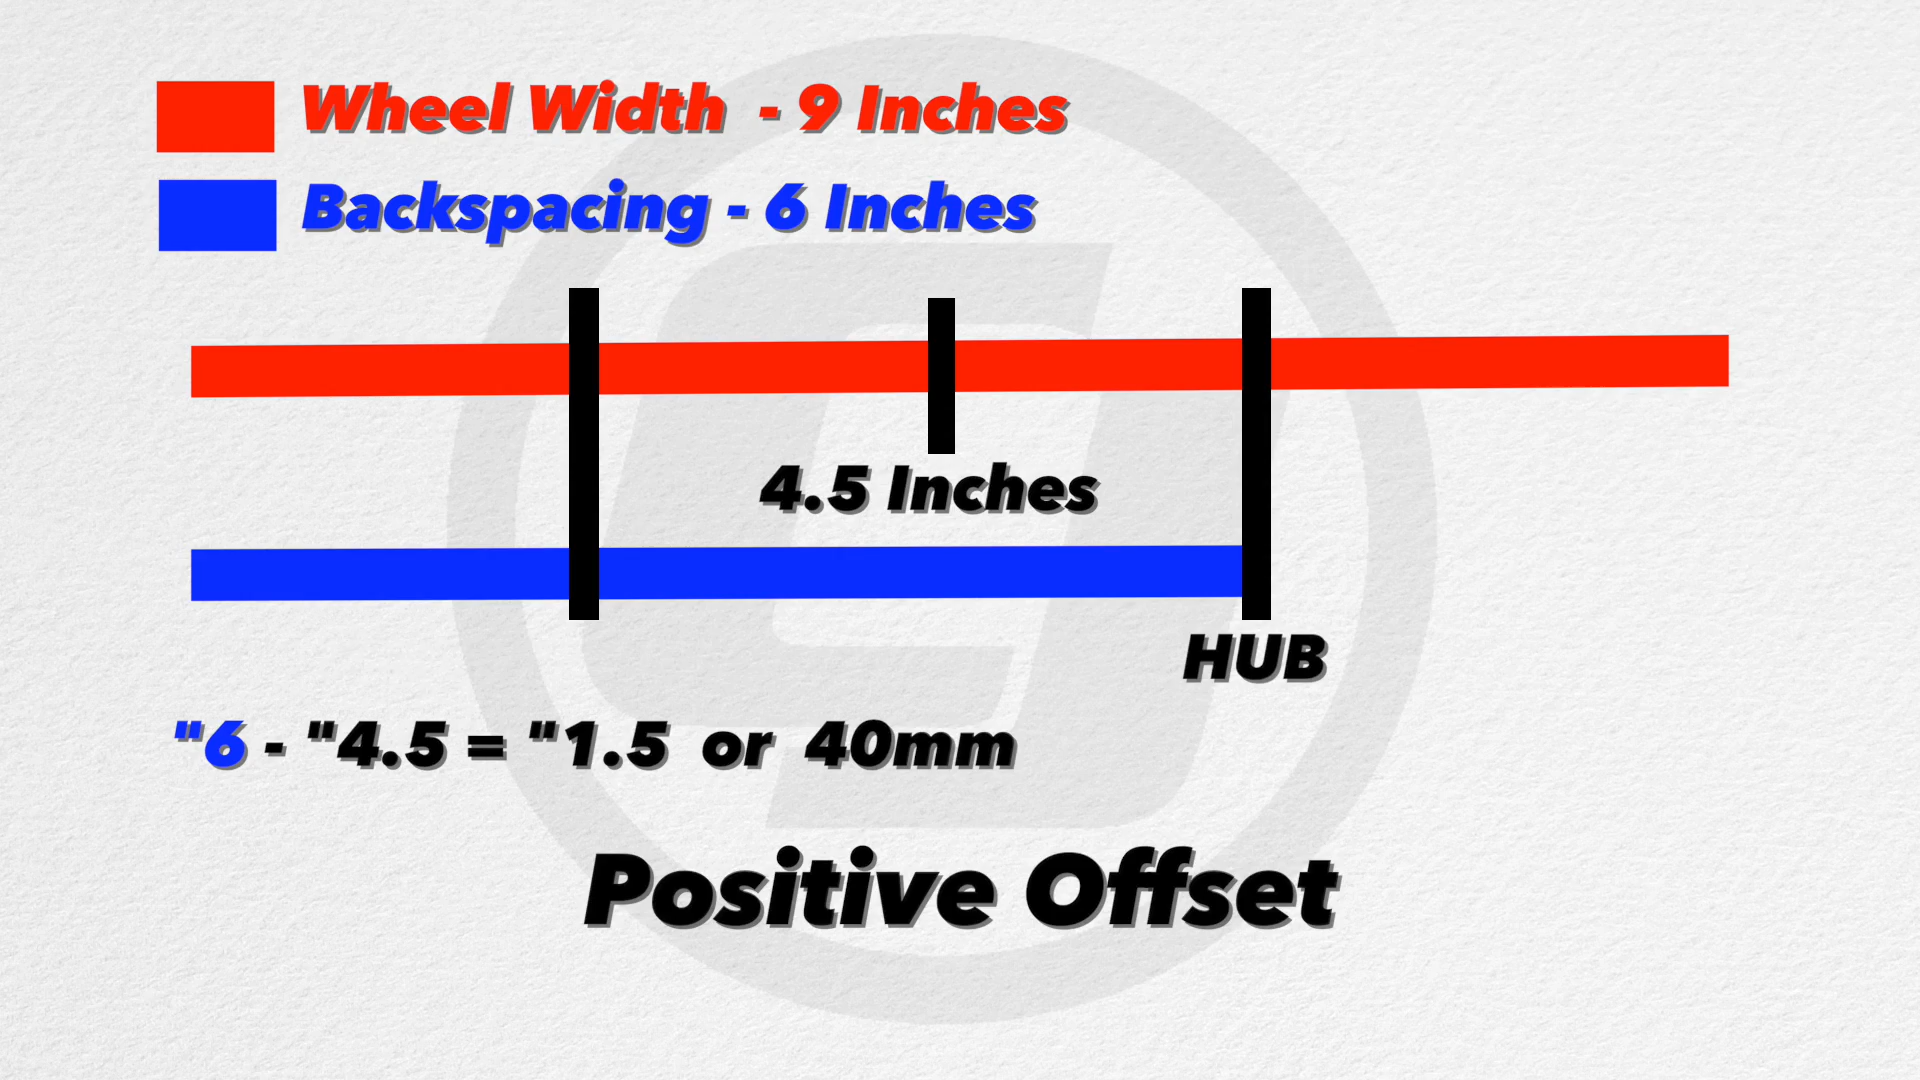 Wheel Width - 9 Inches
Backspacing - 6 Inches
4.5 Inches
HUB
"6 - "4.5 = "1.5 or 40mm
Positive Offset